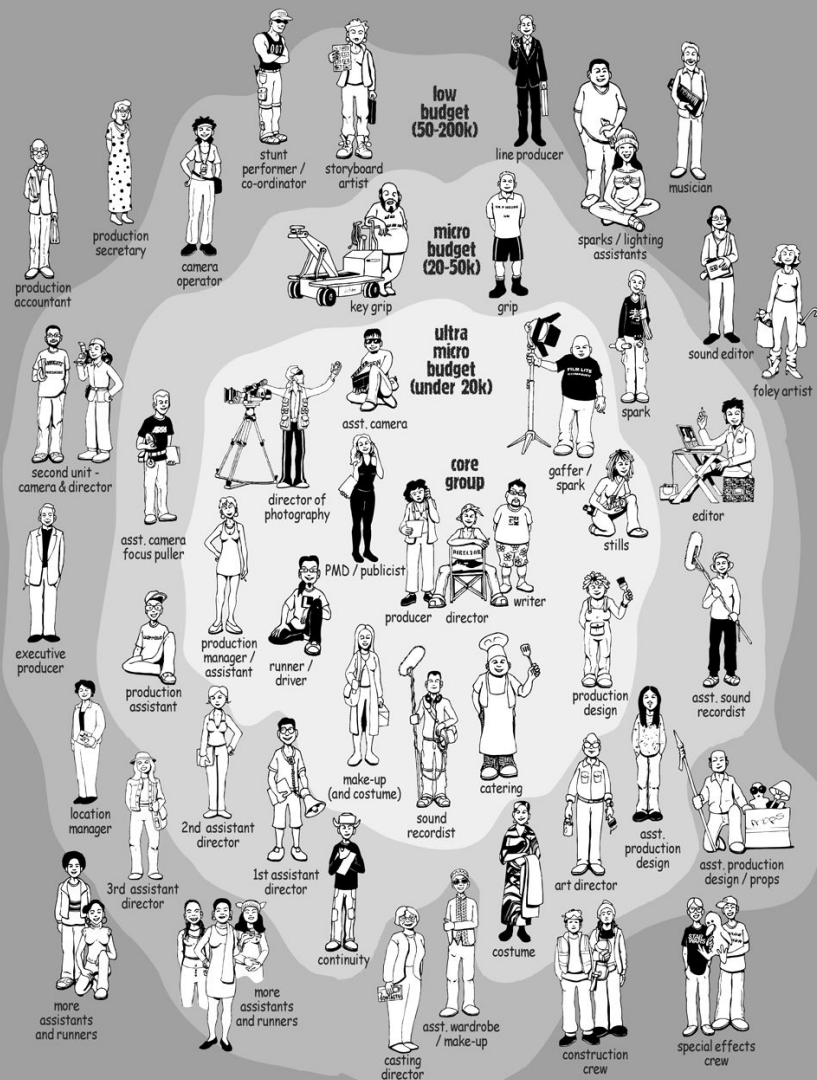 low
budget
(50-200k)
stunt
performer /
co-ordinator
storyboard
artist
line producer
musician
production
secretary
camera
operator
production
accountant
micro
budget
(20-50k)
key grip
grip
sparks / lighting
assistants
sound editor
foley artist
ultra
micro
budget
(under 20k)
asst. camera
FILM LITE
spark
second unit -
camera & director
asst. camera
focus puller
director of
photography
core
group
gaffer /
spark
stills
editor
PMD / publicist
DIRECTOR
producer
director
writer
executive
producer
production
assistant
production
manager /
assistant
runner /
driver
production
design
asst. sound
recordist
location
manager
2nd assistant
director
make-up
(and costume)
sound
recordist
catering
3rd assistant
director
1st assistant
director
continuity
costume
art director
asst.
production
design
PROPS
asst. production
design / props
more
assistants
and runners
more
assistants
and runners
CONTACTS
casting
director
asst. wardrobe
/ make-up
construction
crew
special effects
crew